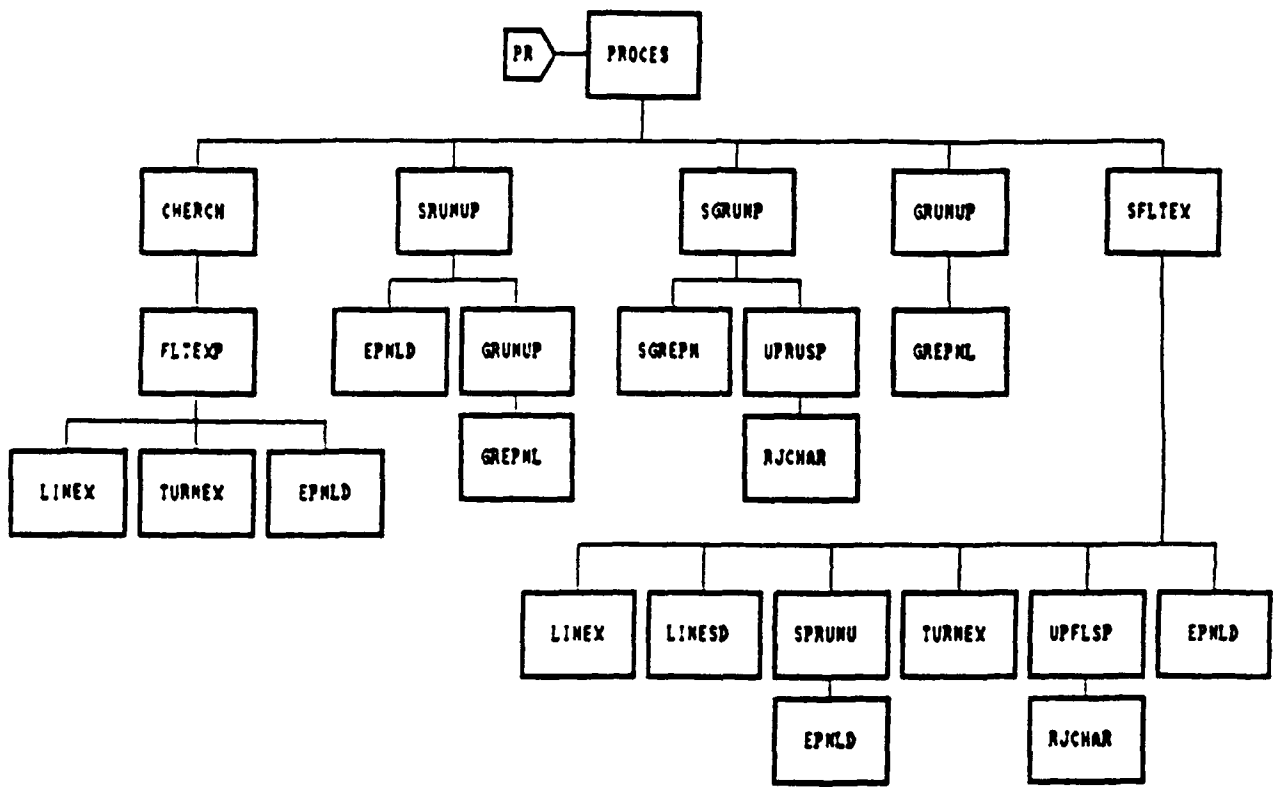 PR
PROCES
SRUNUP
SGRUNP
GRUNUP
SFLTEX
FLTEXP
EPNLD
GRUNUP
SGREPN
UPRUSP
GREPNL
LINEX
TURNEX
EPNLD
GREPNL
RJCHAR
LINEX
LINESD
SPRUNU
TURNEX
UPFLSP
EPNLD
EPNLD
RJCHAR